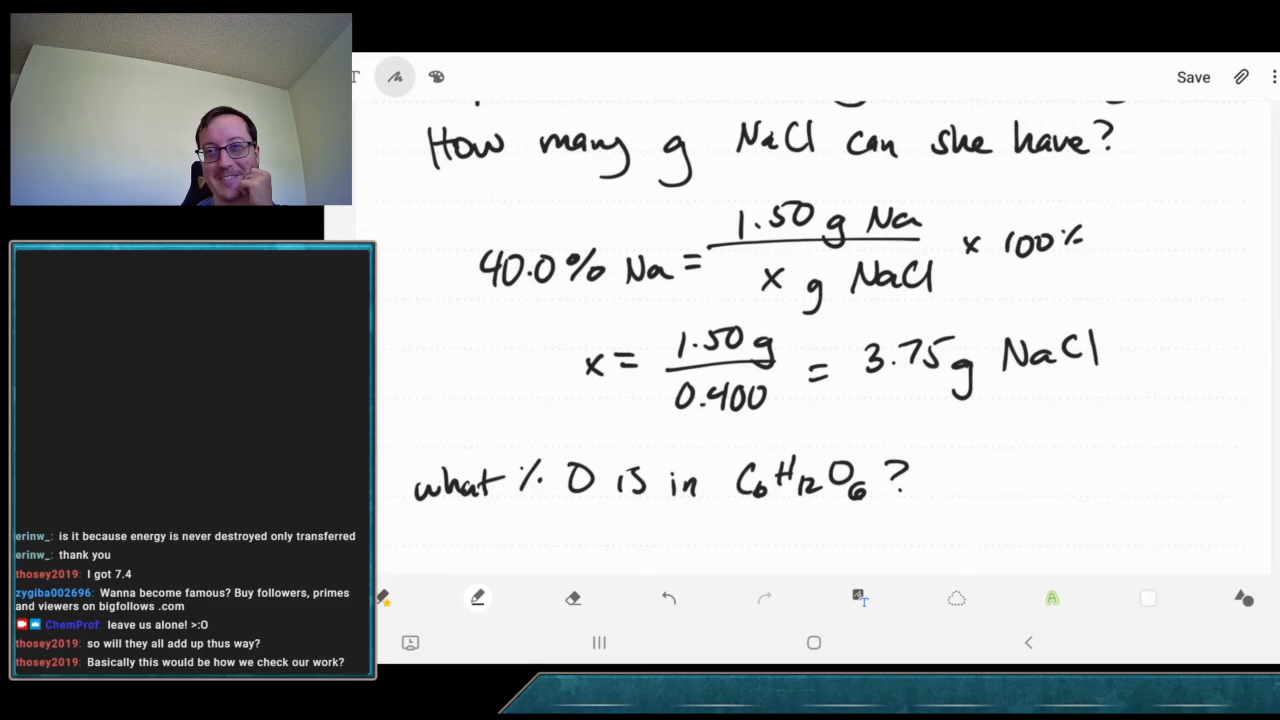 T
Save
How many g NaCl can she have?
40.0% Na = 1.50 g Na / x g NaCl x 100%
x = 1.50 g / 0.400 = 3.75 g NaCl
what % O is in C6H12O6?
erinw_: is it because energy is never destroyed only transferred
erinw_: thank you
thosey2019: I got 7.4
zygiba002696: Wanna become famous? Buy followers, primes
and viewers on bigfollows .com
ChemProf: leave us alone! >:O
thosey2019: so will they all add up thus way?
thosey2019: Basically this would be how we check our work?
T
A